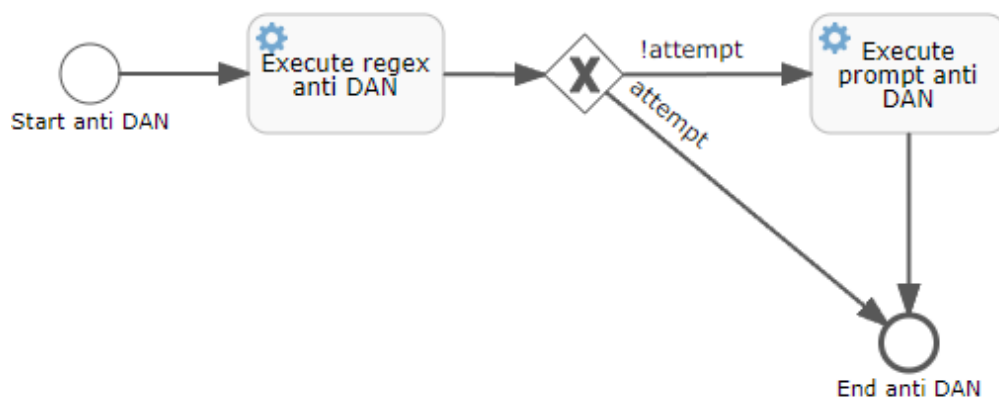 Start anti DAN
Execute regex
anti DAN
!attempt
attempt
Execute
prompt anti
DAN
End anti DAN